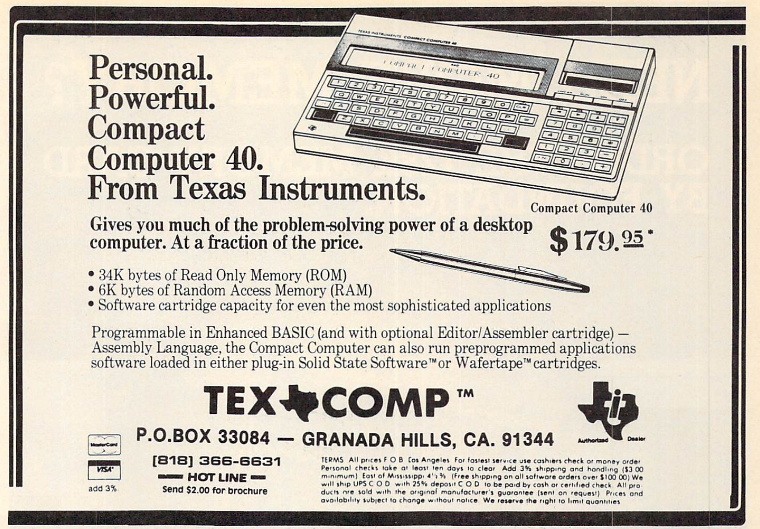 Personal.
Powerful.
Compact
Computer 40.
From Texas Instruments.
TEXAS INSTRUMENTS COMPACT COMPUTER 40
COMPACT COMPUTER 40
Compact Computer 40
$179.95*
Gives you much of the problem-solving power of a desktop
computer. At a fraction of the price.
• 34K bytes of Read Only Memory (ROM)
• 6K bytes of Random Access Memory (RAM)
• Software cartridge capacity for even the most sophisticated applications
Programmable in Enhanced BASIC (and with optional Editor/Assembler cartridge) —
Assembly Language, the Compact Computer can also run preprogrammed applications
software loaded in either plug-in Solid State Software™ or Wafertape™ cartridges.
TEX COMP™
P.O.BOX 33084 — GRANADA HILLS, CA. 91344
Authorized Dealer
MasterCard
VISA
add 3%
[818] 366-6631
HOT LINE
Send $2.00 for brochure
TERMS All prices F O B Los Angeles For fastest service use cashiers check or money order
Personal checks take at least ten days to clear Add 3% shipping and handling ($3 00
minimum) East of Mississippi 4½% (Free shipping on all software orders over $100 00) We
will ship UPS C O D with 25% deposit C O D to be paid by cash or certified check All pro
ducts are sold with the original manufacturer's guarantee (sent on request) Prices and
availability subject to change without notice We reserve the right to limit quantities